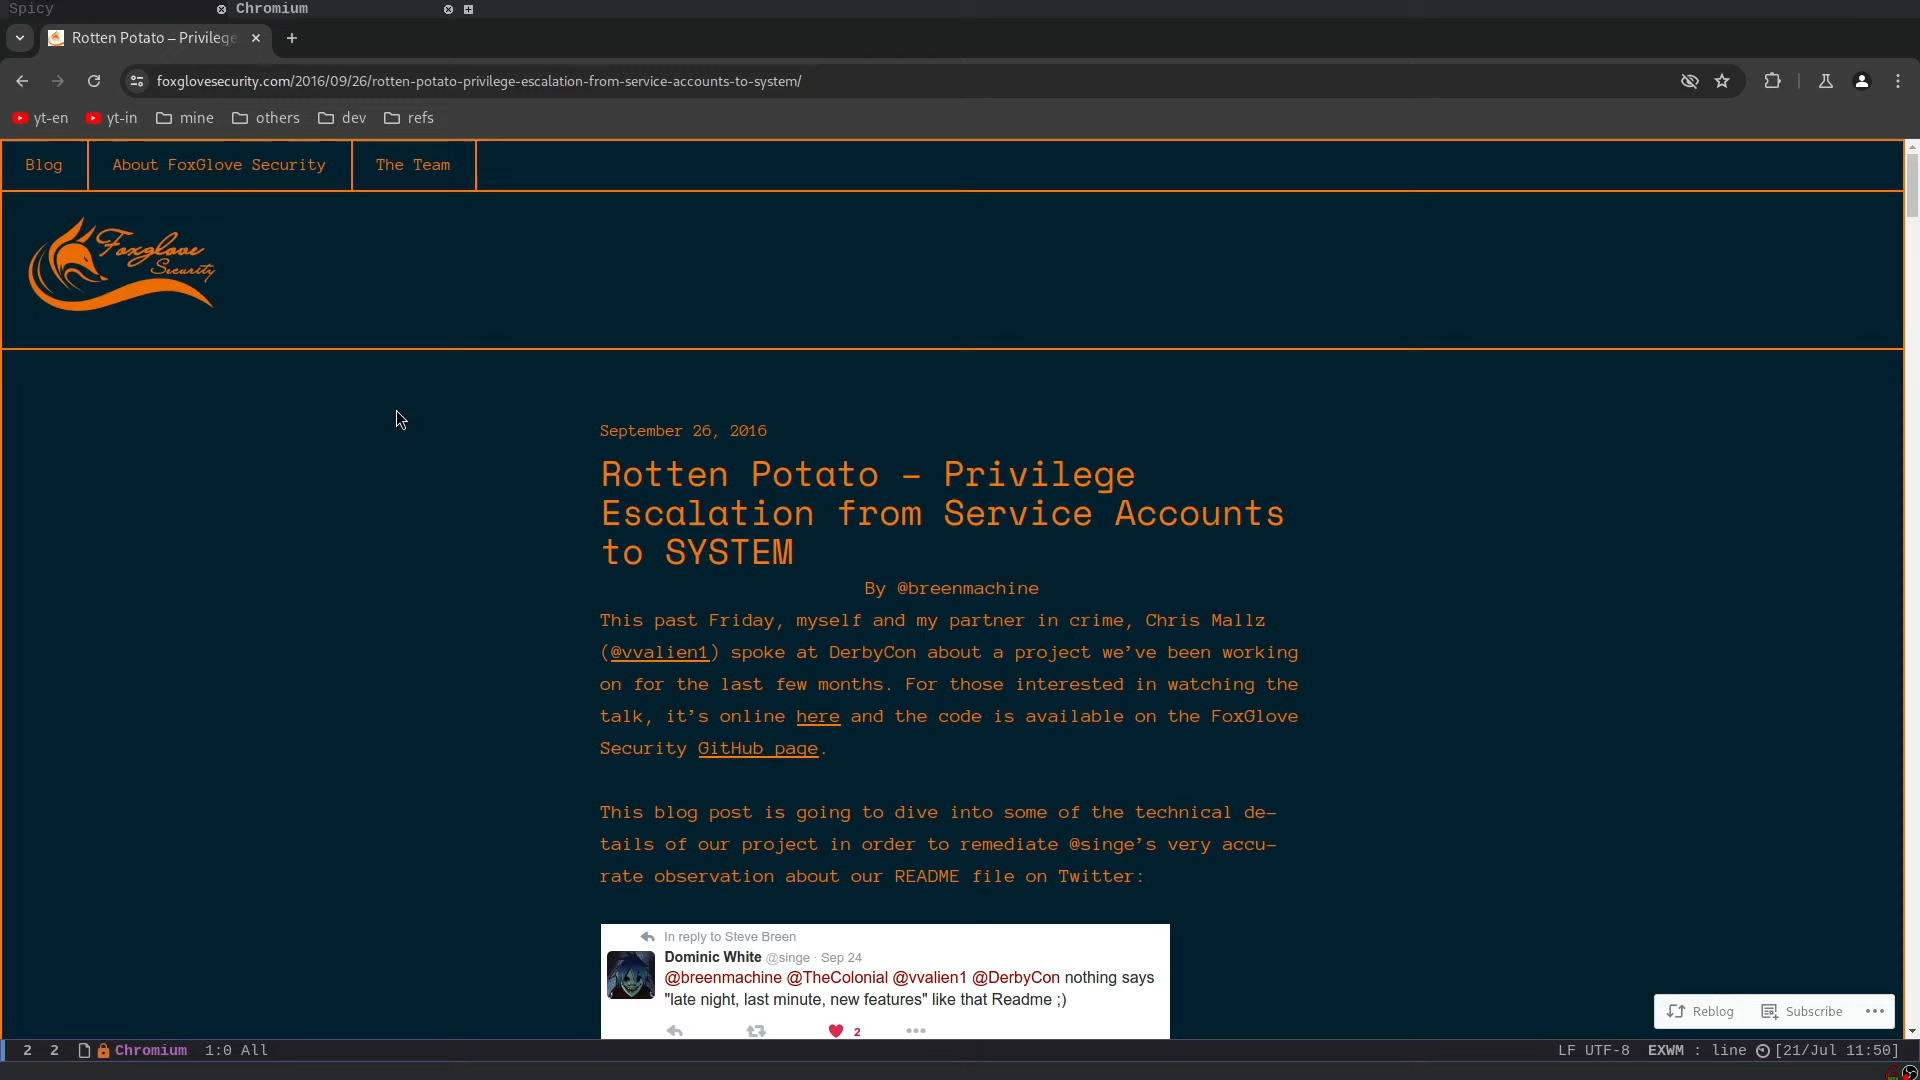 Spicy
Chromium
Rotten Potato – Privilege
foxglovesecurity.com/2016/09/26/rotten-potato-privilege-escalation-from-service-accounts-to-system/
yt-en yt-in mine others dev refs
Blog About FoxGlove Security The Team
Foxglove
Security
September 26, 2016
Rotten Potato – Privilege
Escalation from Service Accounts
to SYSTEM
By @breenmachine
This past Friday, myself and my partner in crime, Chris Mallz
(@vvalien1) spoke at DerbyCon about a project we’ve been working
on for the last few months. For those interested in watching the
talk, it’s online here and the code is available on the FoxGlove
Security GitHub page.
This blog post is going to dive into some of the technical de-
tails of our project in order to remediate @singe’s very accu-
rate observation about our README file on Twitter:
In reply to Steve Breen
Dominic White @singe · Sep 24
@breenmachine @TheColonial @vvalien1 @DerbyCon nothing says
"late night, last minute, new features" like that Readme ;)
2
Reblog Subscribe
2 2 Chromium 1:0 All LF UTF-8 EXWM : line [21/Jul 11:50]